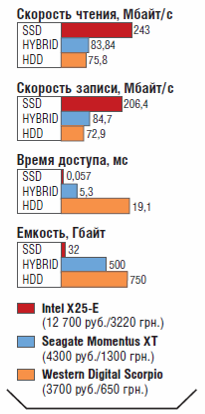 Скорость чтения, Мбайт/с
SSD 243
HYBRID 83,84
HDD 75,8
Скорость записи, Мбайт/с
SSD 206,4
HYBRID 84,7
HDD 72,9
Время доступа, мс
SSD 0,057
HYBRID 5,3
HDD 19,1
Емкость, Гбайт
SSD 32
HYBRID 500
HDD 750
Intel X25-E
(12 700 руб./3220 грн.)
Seagate Momentus XT
(4300 руб./1300 грн.)
Western Digital Scorpio
(3700 руб./650 грн.)